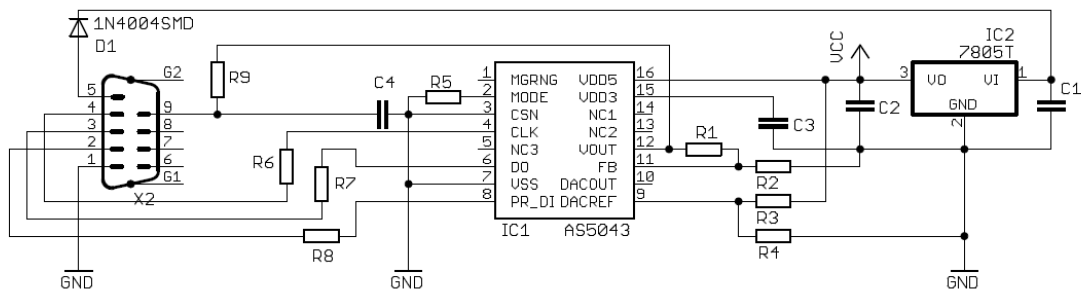 1N4004SMD
D1
G2
5
4
3
2
1
9
8
7
6
G1
X2
R9
C4
R5
R6
R7
R8
GND
GND
1
2
3
4
5
6
7
8
MGRNG
MODE
CSN
CLK
NC3
DO
VSS
PR_DI
VDD5
VDD3
NC1
NC2
VOUT
FB
DACOUT
DACREF
16
15
14
13
12
11
10
9
IC1
AS5043
R1
R2
R3
R4
C3
C2
VCC
IC2
7805T
3
VO
VI
1
GND
2
C1
GND